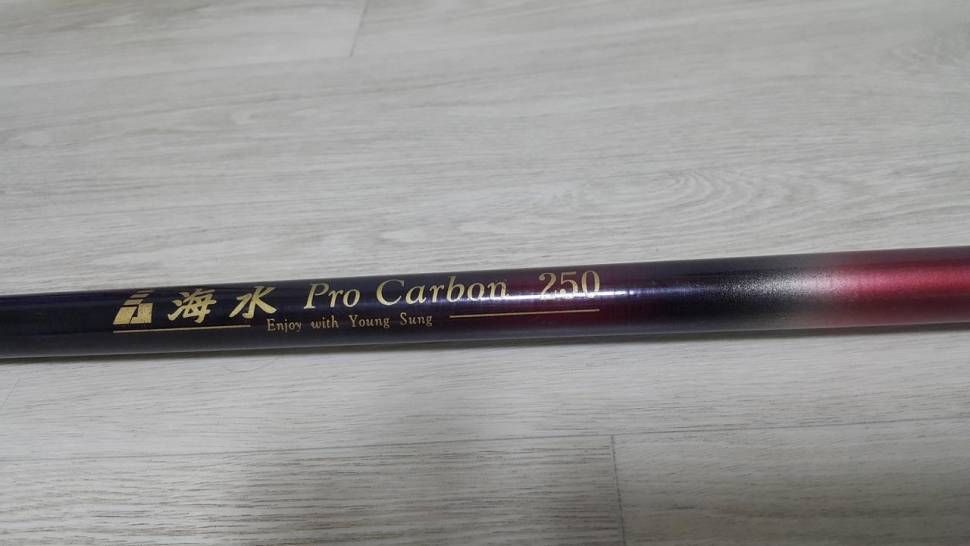 海水 Pro Carbon 250
Enjoy with Young Sung